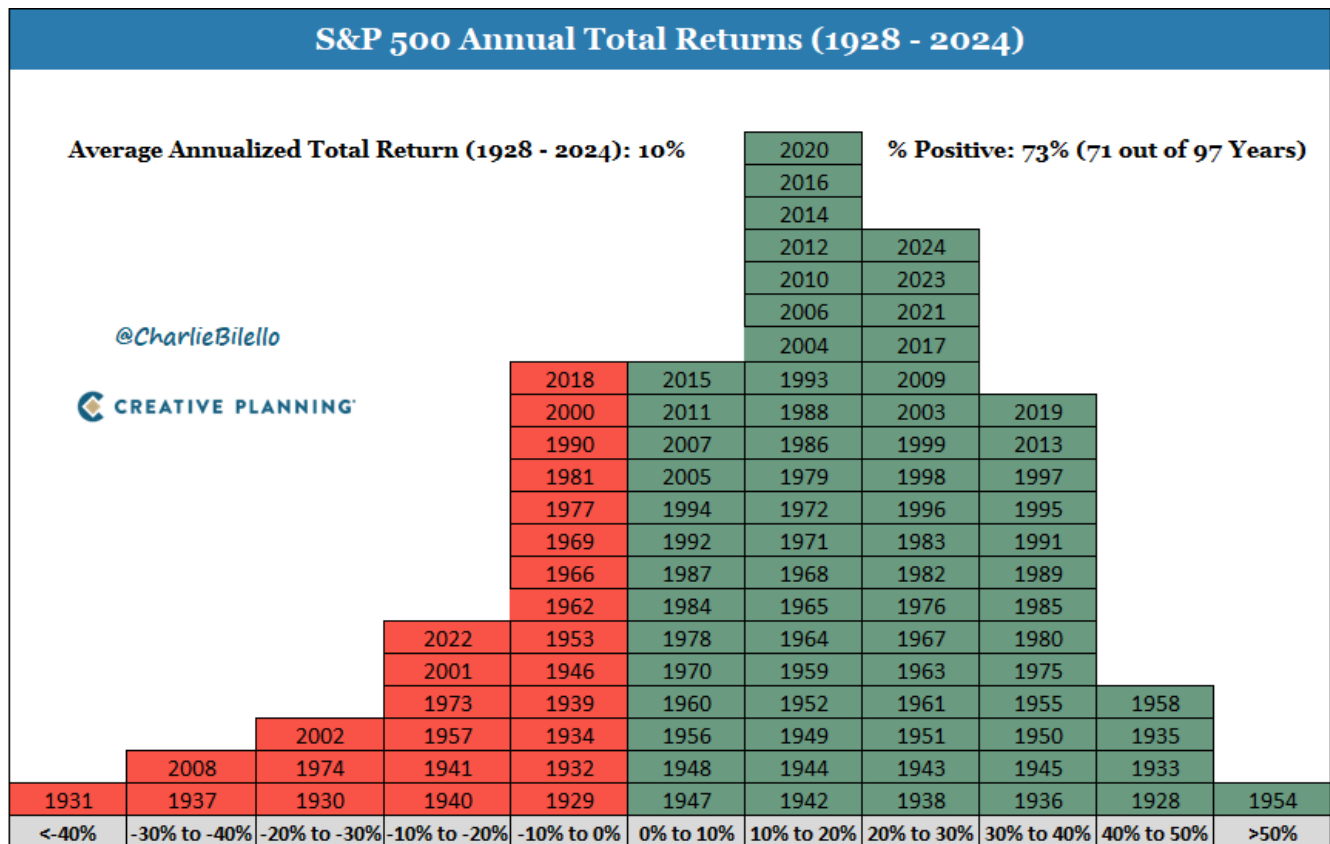 S&P 500 Annual Total Returns (1928 - 2024)
Average Annualized Total Return (1928 - 2024): 10% 2020 % Positive: 73% (71 out of 97 Years)
2016
2014
2012 2024
2010 2023
2006 2021
@CharlieBilello
2004 2017
2018 2015 1993 2009
CREATIVE PLANNING
2000 2011 1988 2003 2019
1990 2007 1986 1999 2013
1981 2005 1979 1998 1997
1977 1994 1972 1996 1995
1969 1992 1971 1983 1991
1966 1987 1968 1982 1989
1962 1984 1965 1976 1985
2022 1953 1978 1964 1967 1980
2001 1946 1970 1959 1963 1975
1973 1939 1960 1952 1961 1955 1958
2002 1957 1934 1956 1949 1951 1950 1935
2008 1974 1941 1932 1948 1944 1943 1945 1933
1931 1937 1930 1940 1929 1947 1942 1938 1936 1928 1954
<-40% -30% to -40% -20% to -30% -10% to -20% -10% to 0% 0% to 10% 10% to 20% 20% to 30% 30% to 40% 40% to 50% >50%